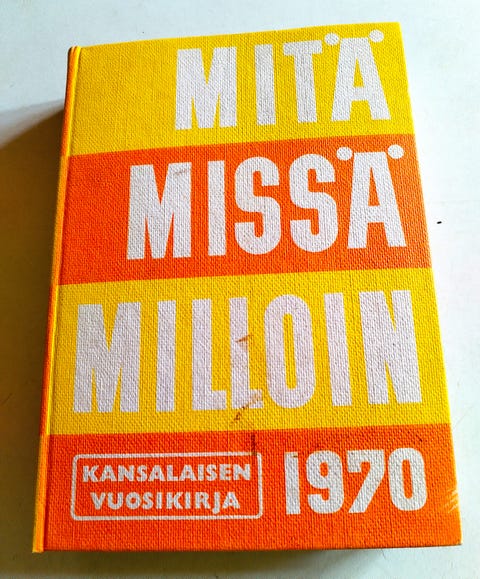 MITÄ
MISSÄ
MILLOIN
KANSALAISEN
VUOSIKIRJA
1970